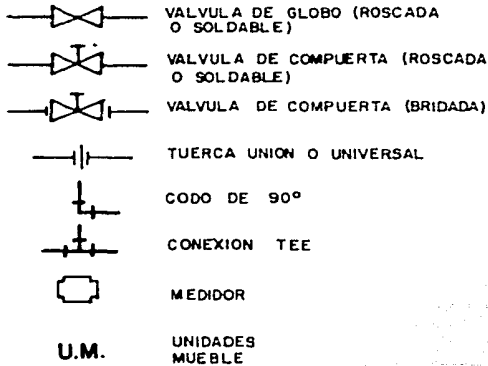 VALVULA DE GLOBO (ROSCADA
O SOLDABLE)
VALVULA DE COMPUERTA (ROSCADA
O SOLDABLE)
VALVULA DE COMPUERTA (BRIDADA)
TUERCA UNION O UNIVERSAL
CODO DE 90º
CONEXION TEE
MEDIDOR
U.M. UNIDADES
MUEBLE